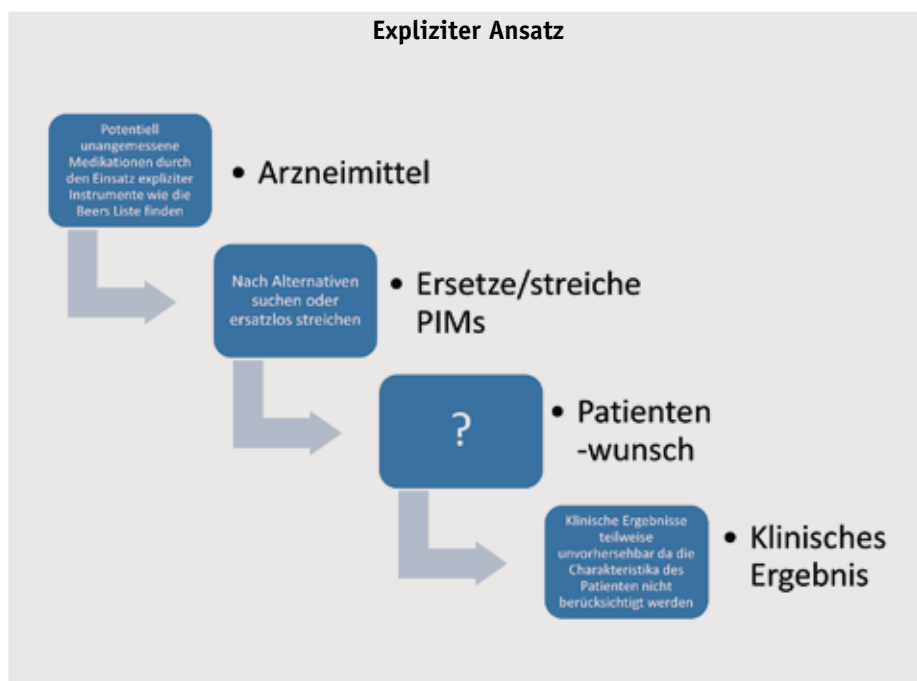 Expliziter Ansatz
Potentiell
unangemessene
Medikationen durch
den Einsatz expliziter
Instrumente wie die
Beers Liste finden
• Arzneimittel
Nach Alternativen
suchen oder
ersatzlos streichen
• Ersetze/streiche
PIMs
?
• Patienten
-wunsch
Klinische Ergebnisse
teilweise
unvorhersehbar da die
Charakteristika des
Patienten nicht
berücksichtigt werden
• Klinisches
Ergebnis